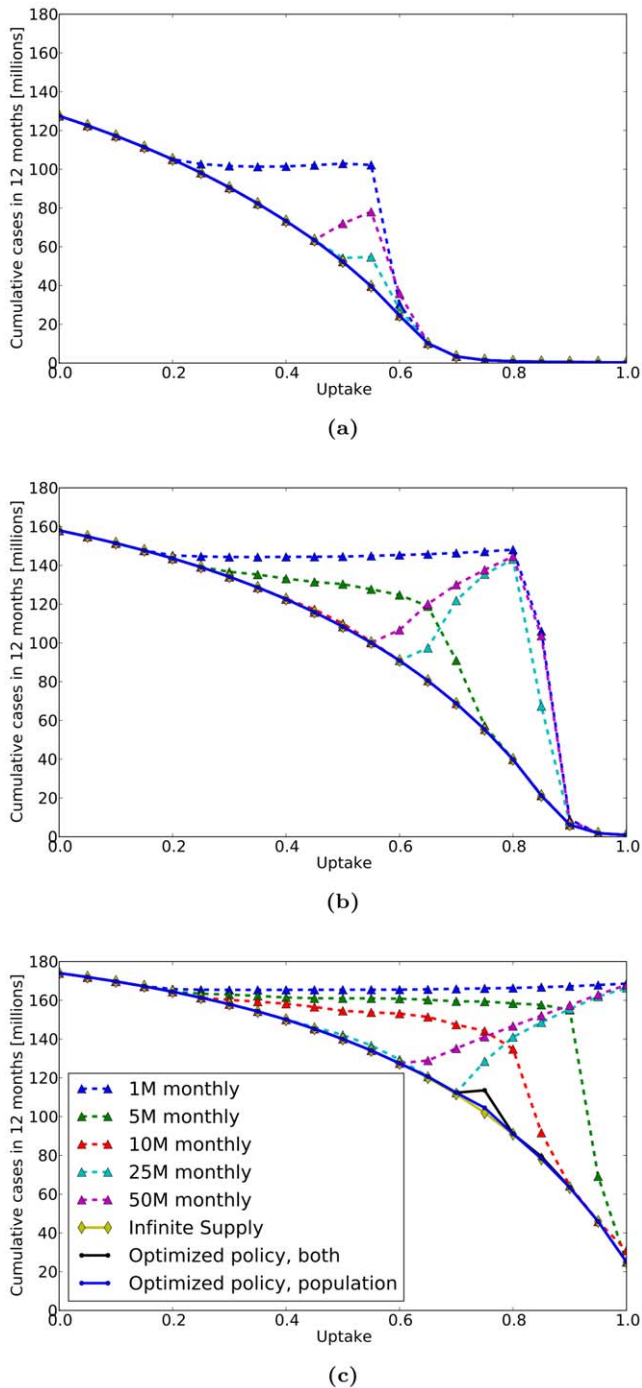 180
160
140
120
100
80
60
40
20
0
Cumulative cases in 12 months [millions]
0.0 0.2 0.4 0.6 0.8 1.0
Uptake
(a)
180
160
140
120
100
80
60
40
20
0
Cumulative cases in 12 months [millions]
0.0 0.2 0.4 0.6 0.8 1.0
Uptake
(b)
180
160
140
120
100
80
60
40
20
0
Cumulative cases in 12 months [millions]
1M monthly
5M monthly
10M monthly
25M monthly
50M monthly
Infinite Supply
Optimized policy, both
Optimized policy, population
0.0 0.2 0.4 0.6 0.8 1.0
Uptake
(c)